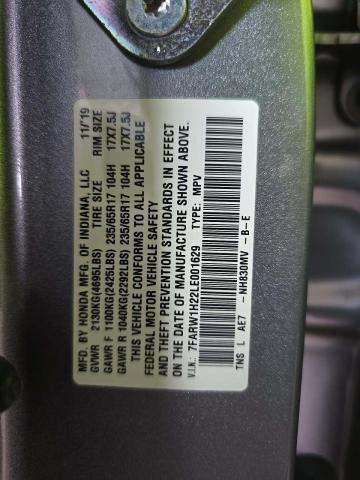 MFD. BY HONDA MFG. OF INDIANA, LLC 11/'19
GVWR 2130KG(4695LBS) TIRE SIZE RIM SIZE
GAWR F 1100KG(2425LBS) 235/65R17 104H 17X7.5J
GAWR R 1040KG(2292LBS) 235/65R17 104H 17X7.5J
THIS VEHICLE CONFORMS TO ALL APPLICABLE
FEDERAL MOTOR VEHICLE SAFETY
AND THEFT PREVENTION STANDARDS IN EFFECT
ON THE DATE OF MANUFACTURE SHOWN ABOVE.
V.I.N.: 7FARW1H22LE001629 TYPE: MPV
TNS L AE7 -NH830MV -B-E